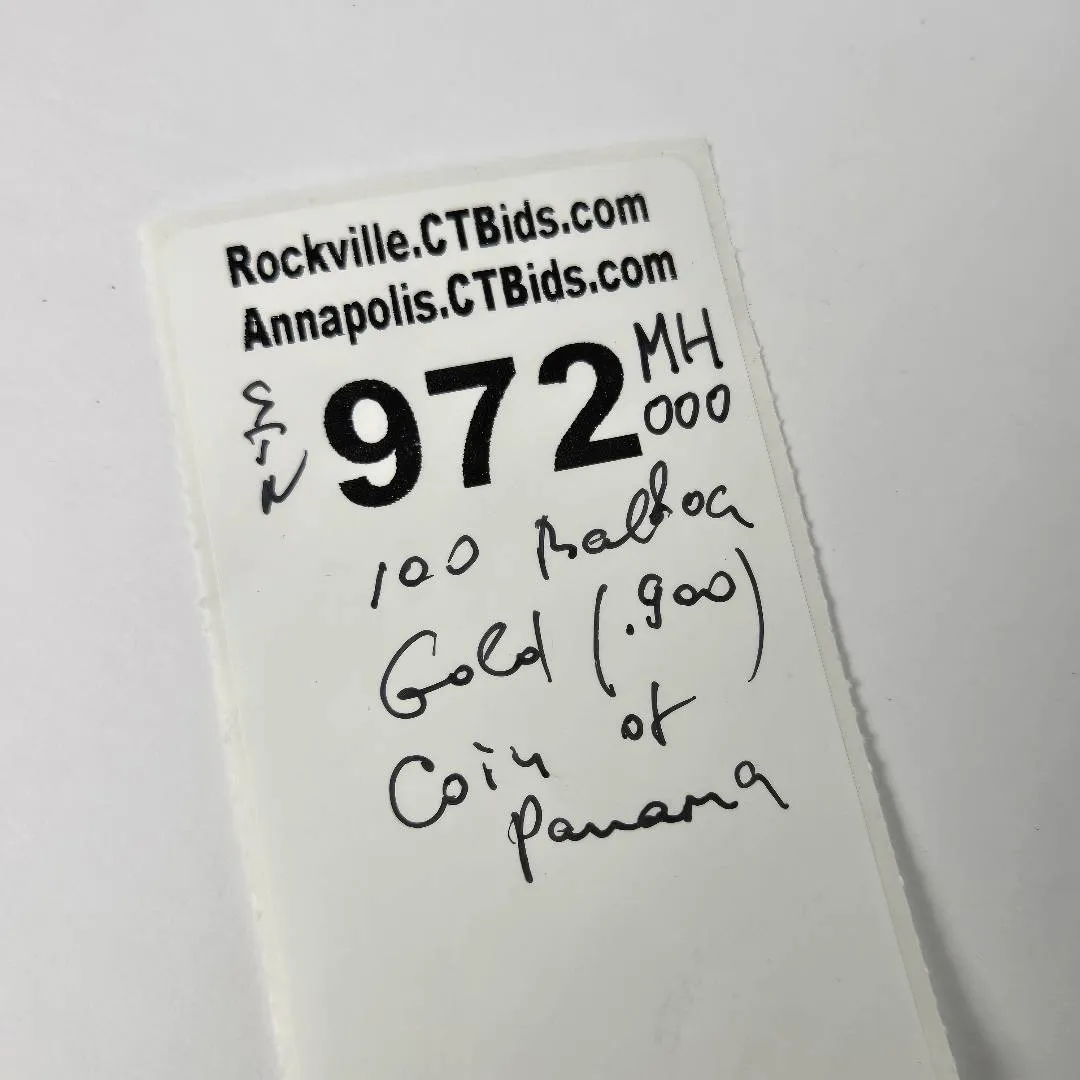 Rockville.CTBids.com
Annapolis.CTBids.com
972
MH
000
100 Balboa
Gold (.900)
Coin of
Panama